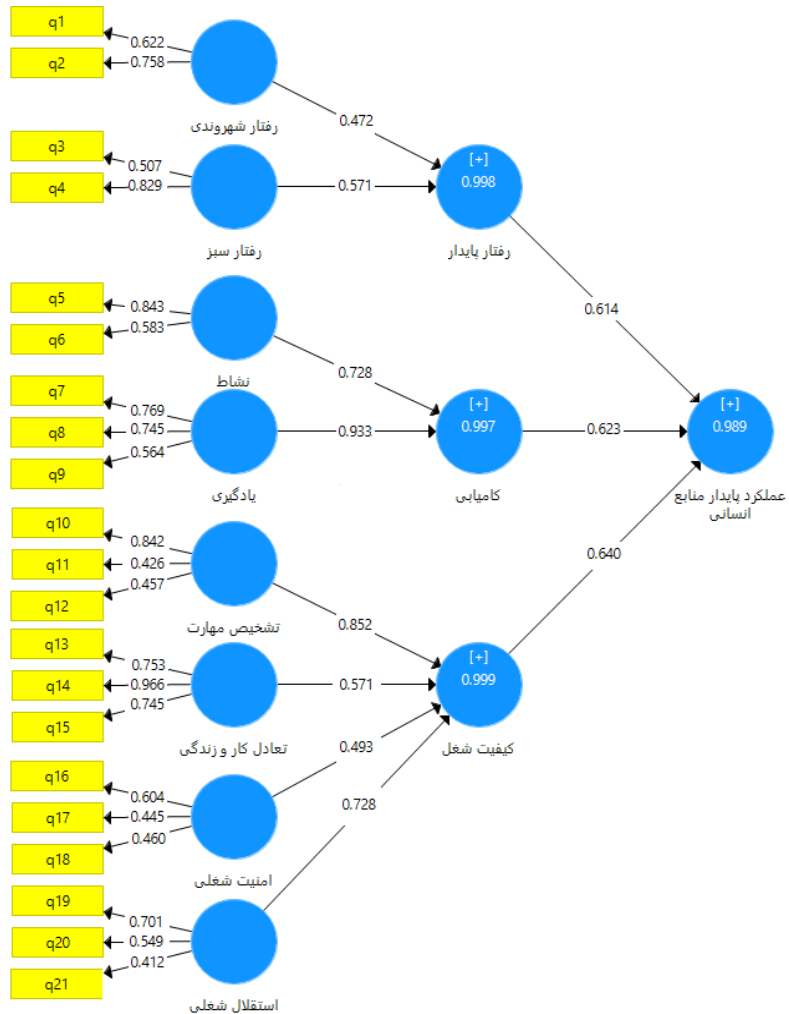 q1
0.622
q2
0.758
رفتار شهروندی
0.472
q3
0.507
q4
0.829
رفتار سبز
0.571
[+]
0.998
رفتار پایدار
0.614
q5
0.843
q6
0.583
نشاط
0.728
q7
0.769
q8
0.745
q9
0.564
یادگیری
0.933
[+]
0.997
کامیابی
0.623
[+]
0.989
عملکرد پایدار منابع
انسانی
q10
0.842
q11
0.426
q12
0.457
تشخیص مهارت
0.852
0.640
q13
0.753
q14
0.966
q15
0.745
تعادل کار و زندگی
0.571
[+]
0.999
کیفیت شغل
q16
0.604
q17
0.445
q18
0.460
امنیت شغلی
0.493
0.728
q19
0.701
q20
0.549
q21
0.412
استقلال شغلی